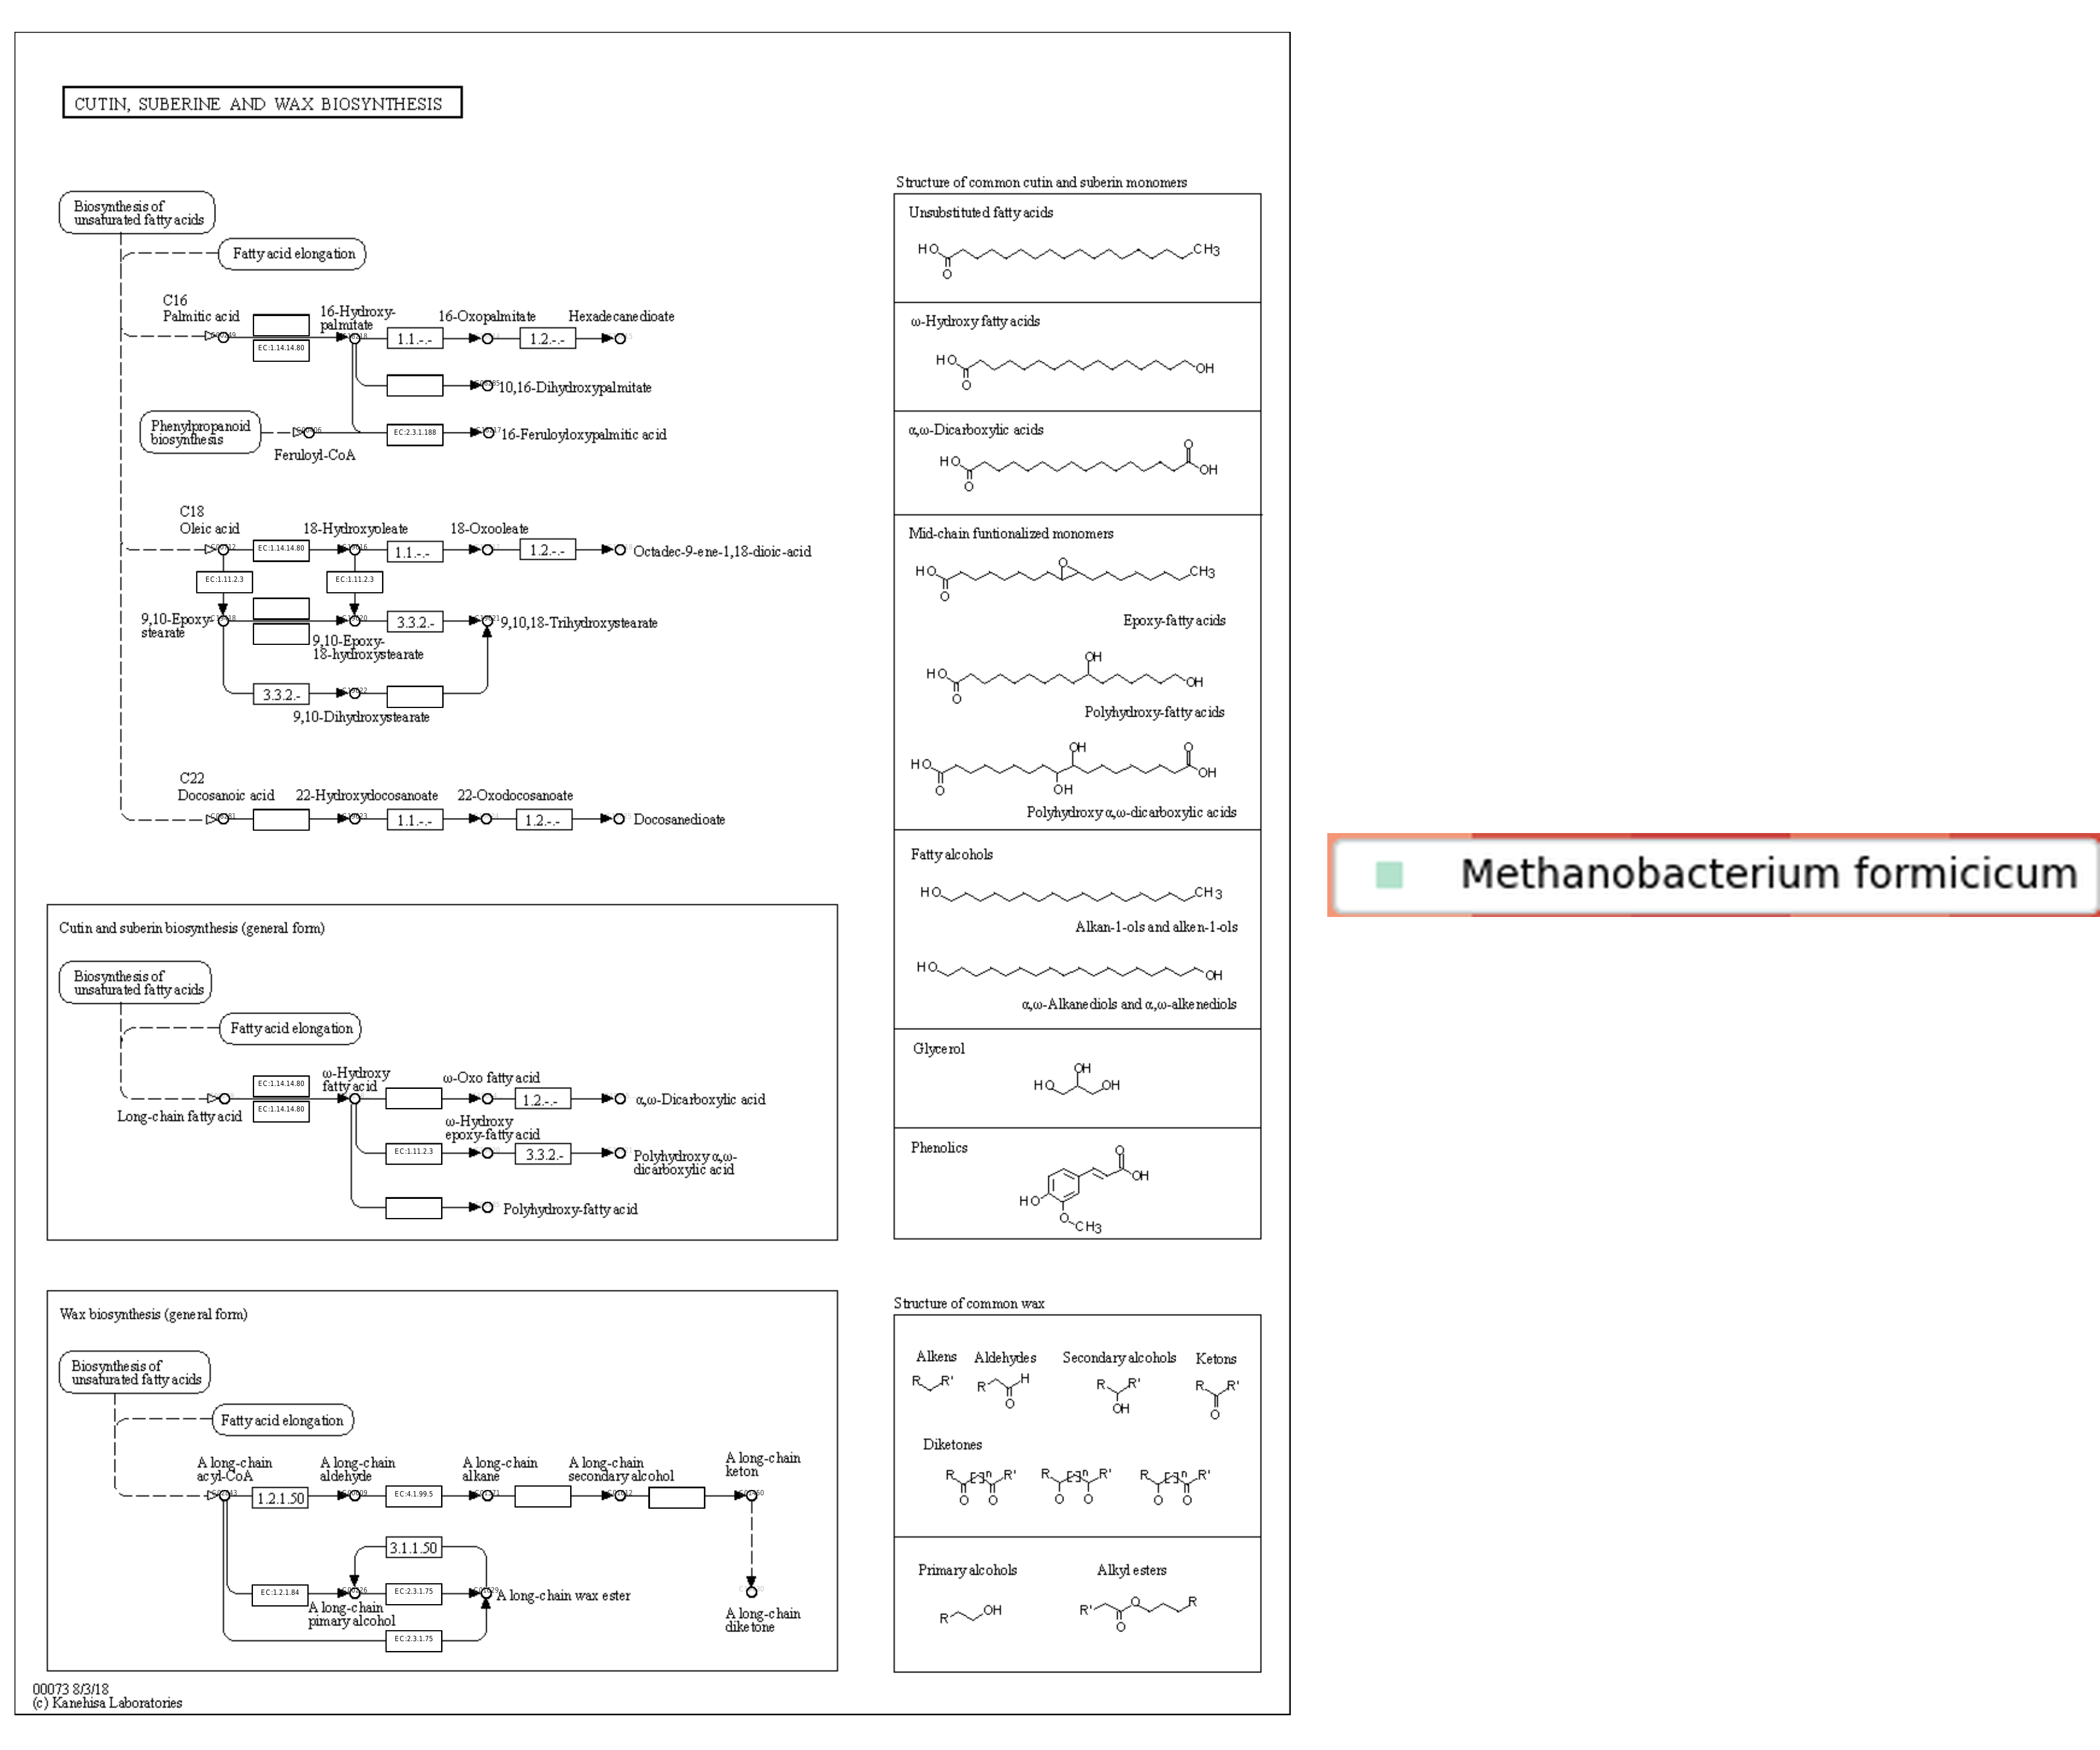 CUTIN, SUBERINE AND WAX BIOSYNTHESIS
Biosynthesis of
unsaturated fatty acids
Fatty acid elongation
C16
Palmitic acid
16-Hydroxy-
palmitate
16-Oxopalmitate
Hexadecanedioate
EC:1.14.14.80
1.1.-.-
1.2.-.-
10,16-Dihydroxypalmitate
Phenylpropanoid
biosynthesis
Feruloyl-CoA
EC:2.3.1.188
16-Feruloyloxypalmitic acid
C18
Oleic acid
18-Hydroxyoleate
18-Oxooleate
EC:1.14.14.80
1.1.-.-
1.2.-.-
Octadec-9-ene-1,18-dioic-acid
EC:1.11.2.3
EC:1.11.2.3
9,10-Epoxy-
stearate
9,10-Epoxy-
18-hydroxystearate
3.3.2.-
9,10,18-Trihydroxystearate
3.3.2.-
9,10-Dihydroxystearate
C22
Docosanoic acid
22-Hydroxydocosanoate
22-Oxodocosanoate
1.1.-.-
1.2.-.-
Docosanedioate
Cutin and suberin biosynthesis (general form)
Biosynthesis of
unsaturated fatty acids
Fatty acid elongation
Long-chain fatty acid
EC:1.14.14.80
EC:1.14.14.80
ω-Hydroxy
fatty acid
ω-Oxo fatty acid
1.2.-.-
α,ω-Dicarboxylic acid
EC:1.11.2.3
ω-Hydroxy
epoxy-fatty acid
3.3.2.-
Polyhydroxy α,ω-
dicarboxylic acid
Polyhydroxy-fatty acid
Wax biosynthesis (general form)
Biosynthesis of
unsaturated fatty acids
Fatty acid elongation
A long-chain
acyl-CoA
A long-chain
aldehyde
A long-chain
alkane
A long-chain
secondary alcohol
A long-chain
keton
1.2.1.50
EC:4.1.99.5
3.1.1.50
EC:1.2.1.84
A long-chain
pimary alcohol
EC:2.3.1.75
A long-chain wax ester
EC:2.3.1.75
A long-chain
diketone
00073 8/3/18
(c) Kanehisa Laboratories
Structure of common cutin and suberin monomers
Unsubstituted fatty acids
HO
O
CH3
ω-Hydroxy fatty acids
HO
O
OH
α,ω-Dicarboxylic acids
HO
O
O
OH
Mid-chain funtionalized monomers
HO
O
O
CH3
Epoxy-fatty acids
HO
O
OH
OH
Polyhydroxy-fatty acids
HO
O
OH
OH
O
OH
Polyhydroxy α,ω-dicarboxylic acids
Fatty alcohols
HO
CH3
Alkan-1-ols and alken-1-ols
HO
OH
α,ω-Alkanediols and α,ω-alkenediols
Glycerol
OH
HO
OH
Phenolics
O
OH
HO
O
CH3
Structure of common wax
Alkens
Aldehydes
Secondary alcohols
Ketons
R
R'
R
H
O
R
R'
OH
R
R'
O
Diketones
R
[ ]n
R'
O
O
R
[ ]n
R'
O
O
R
[ ]n
R'
O
O
Primary alcohols
Alkyl esters
R
OH
R'
O
O
R
Methanobacterium formicicum